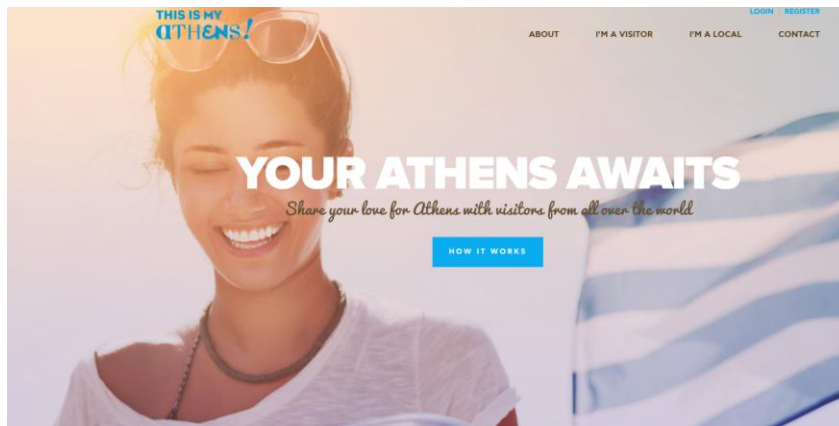 THIS IS MY
aTHENS!
LOGIN | REGISTER
ABOUT I'M A VISITOR I'M A LOCAL CONTACT
YOUR ATHENS AWAITS
Share your love for Athens with visitors from all over the world
HOW IT WORKS